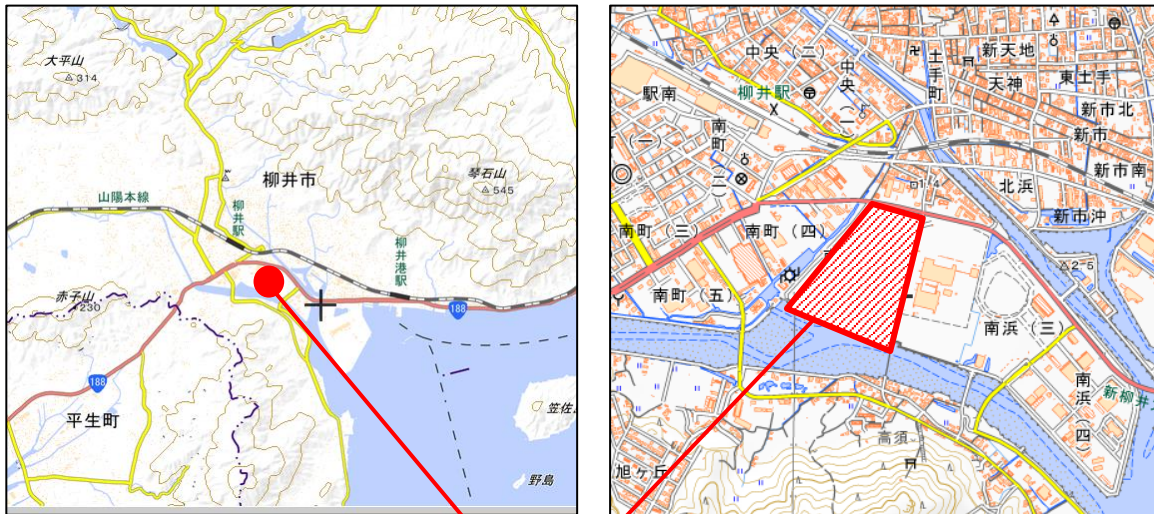 大平山
314
柳井市
琴石山
545
山陽本線
柳井駅
柳井港駅
赤子山
230
188
188
平生町
笠佐
野島
中央(二)
中央(一)
土手町
新天地
天神
東土手
駅南
柳井駅
新市北
新市
南町(二)
町(一)
新市南
1.4
北浜
新市沖
南町(三)
南町(四)
2.5
南町(五)
南浜(三)
南浜(四)
新柳井
高須
旭ヶ丘